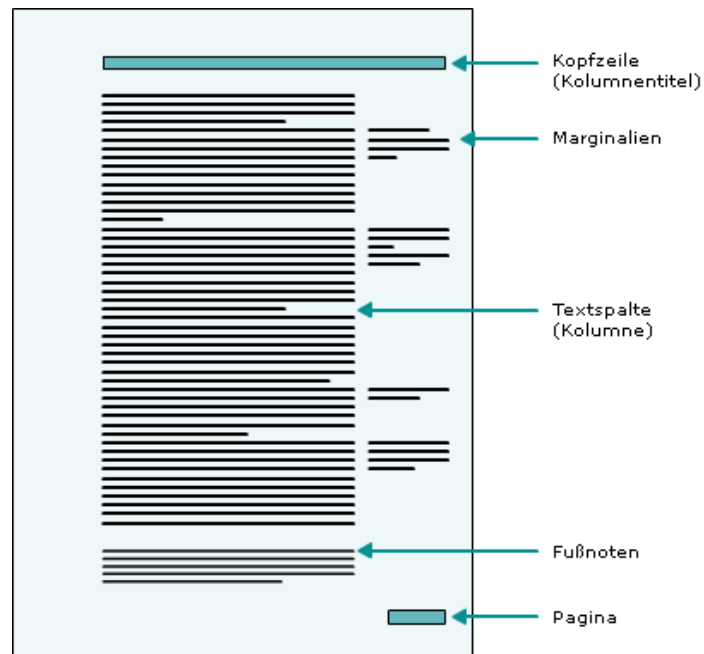 Kopfzeile
(Kolumnentitel)
Marginalien
Textspalte
(Kolumne)
Fußnoten
Pagina